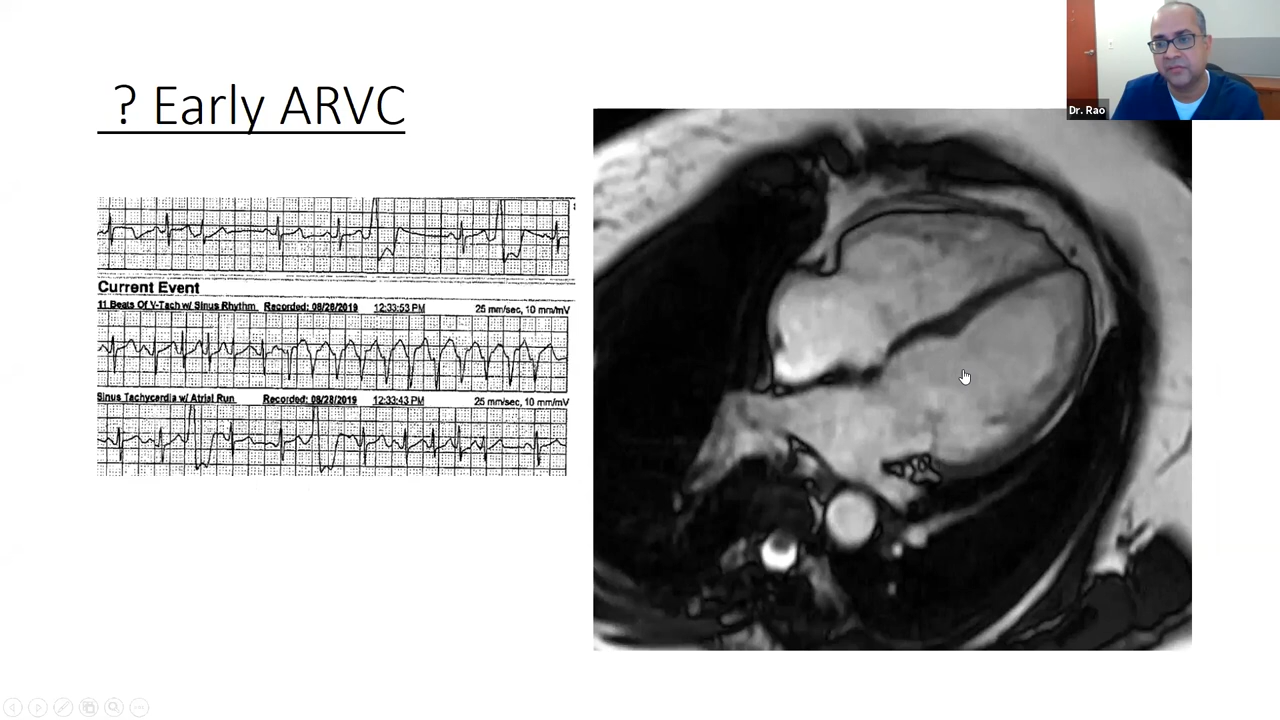 ? Early ARVC
Dr. Rao
Current Event
11 Beats Of V-Tach w/ Sinus Rhythm Recorded: 08/28/2019 12:33:53 PM 25 mm/sec, 10 mm/mV
Sinus Tachycardia w/ Atrial Run Recorded: 08/28/2019 12:33:43 PM 25 mm/sec, 10 mm/mV